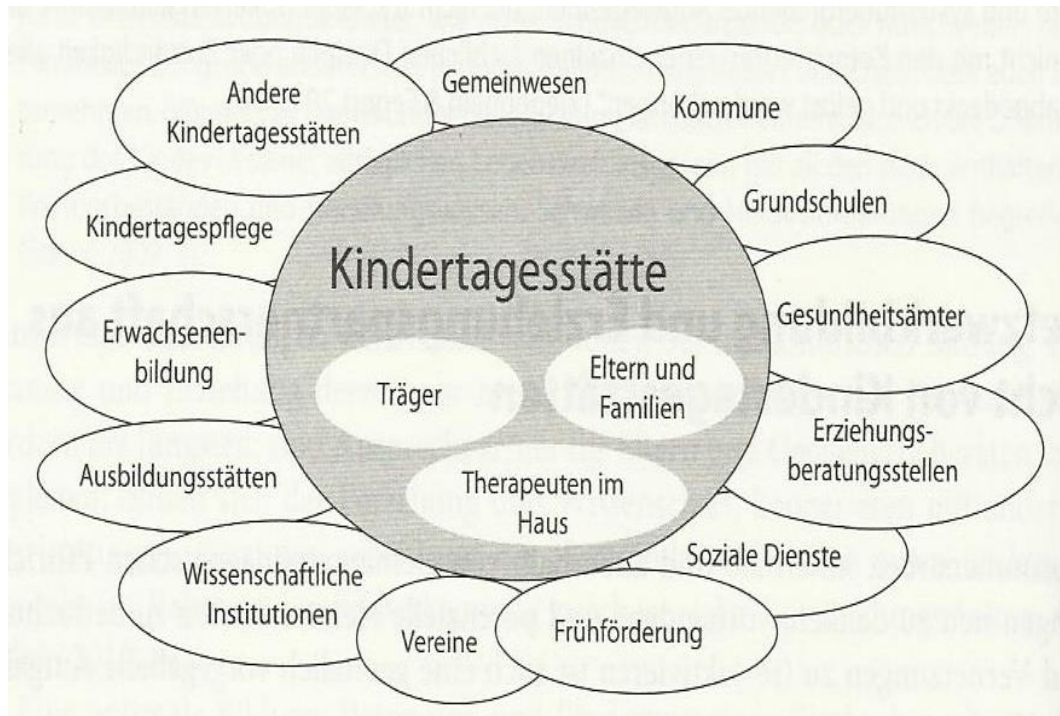 Andere
Kindertagesstätten
Gemeinwesen
Kommune
Grundschulen
Kindertagespflege
Kindertagesstätte
Gesundheitsämter
Erwachsenen-
bildung
Träger
Eltern und
Familien
Erziehungs-
beratungsstellen
Ausbildungsstätten
Therapeuten im
Haus
Soziale Dienste
Wissenschaftliche
Institutionen
Vereine
Frühförderung